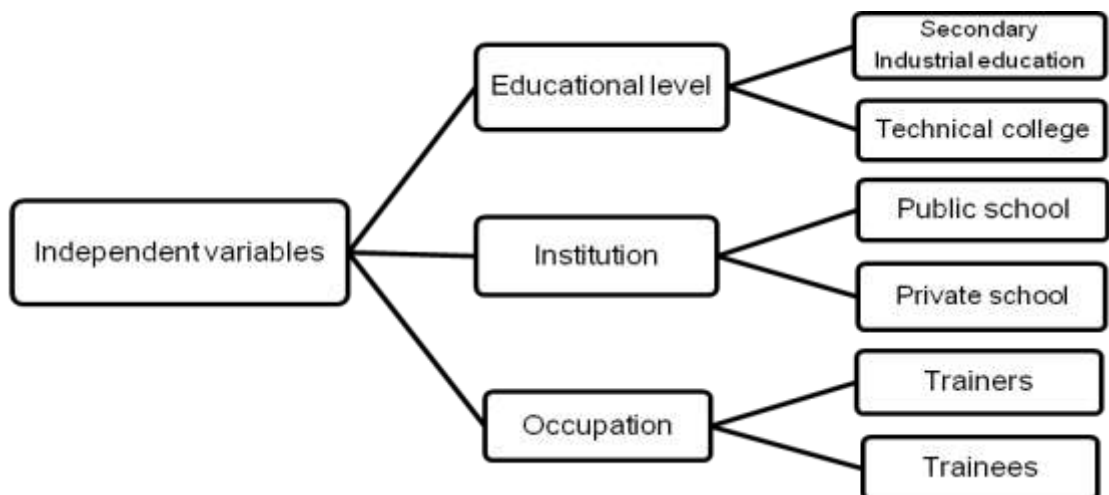 Independent variables
Educational level
Secondary
Industrial education
Technical college
Institution
Public school
Private school
Occupation
Trainers
Trainees